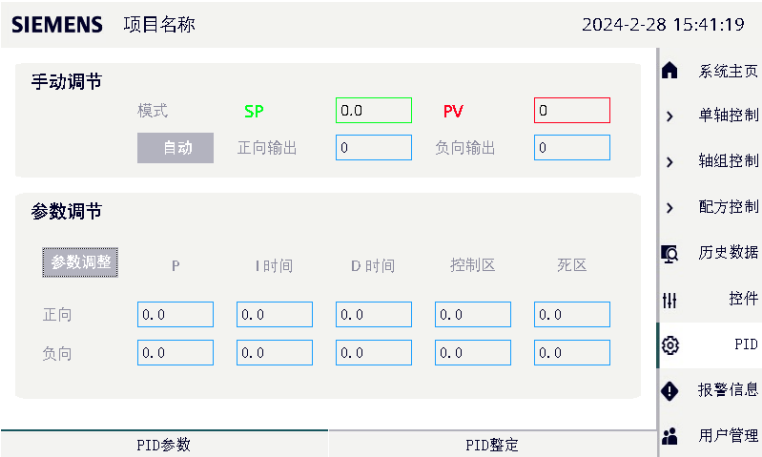 SIEMENS 项目名称 2024-2-28 15:41:19
手动调节
模式 SP 0.0 PV 0
自动 正向输出 0 负向输出 0
参数调节
参数调整 P I时间 D时间 控制区 死区
正向 0.0 0.0 0.0 0.0 0.0
负向 0.0 0.0 0.0 0.0 0.0
PID参数 PID整定
系统主页
单轴控制
轴组控制
配方控制
历史数据
控件
PID
报警信息
用户管理